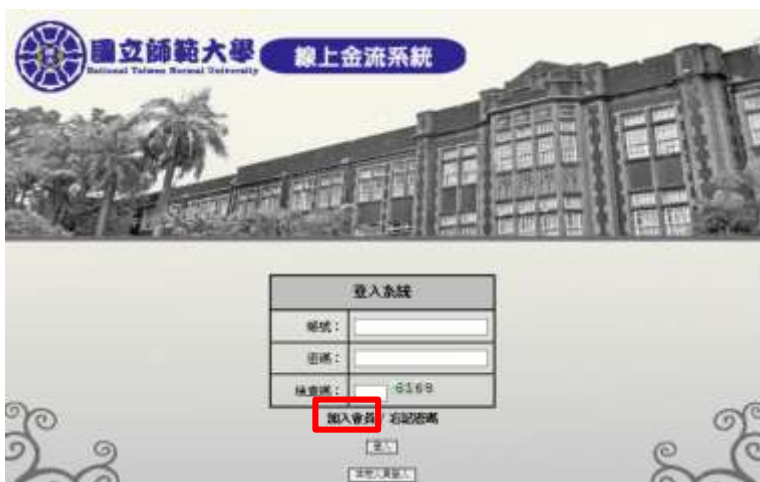 國立師範大學
National Taiwan Normal University
線上金流系統
登入系統
帳號：
密碼：
檢查碼： 6169
加入會員 / 忘記密碼
登入